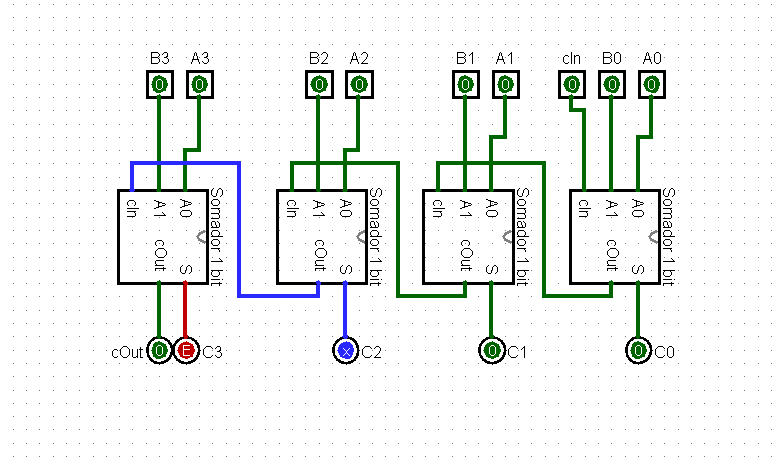 B3 A3 B2 A2 B1 A1 cIn B0 A0
0 0 0 0 0 0 0 0 0
cIn A1 A0 Somador 1 bit
cOut S
cIn A1 A0 Somador 1 bit
cOut S
cIn A1 A0 Somador 1 bit
cOut S
cIn A1 A0 Somador 1 bit
cOut S
cOut 0 E C3 x C2 0 C1 0 C0